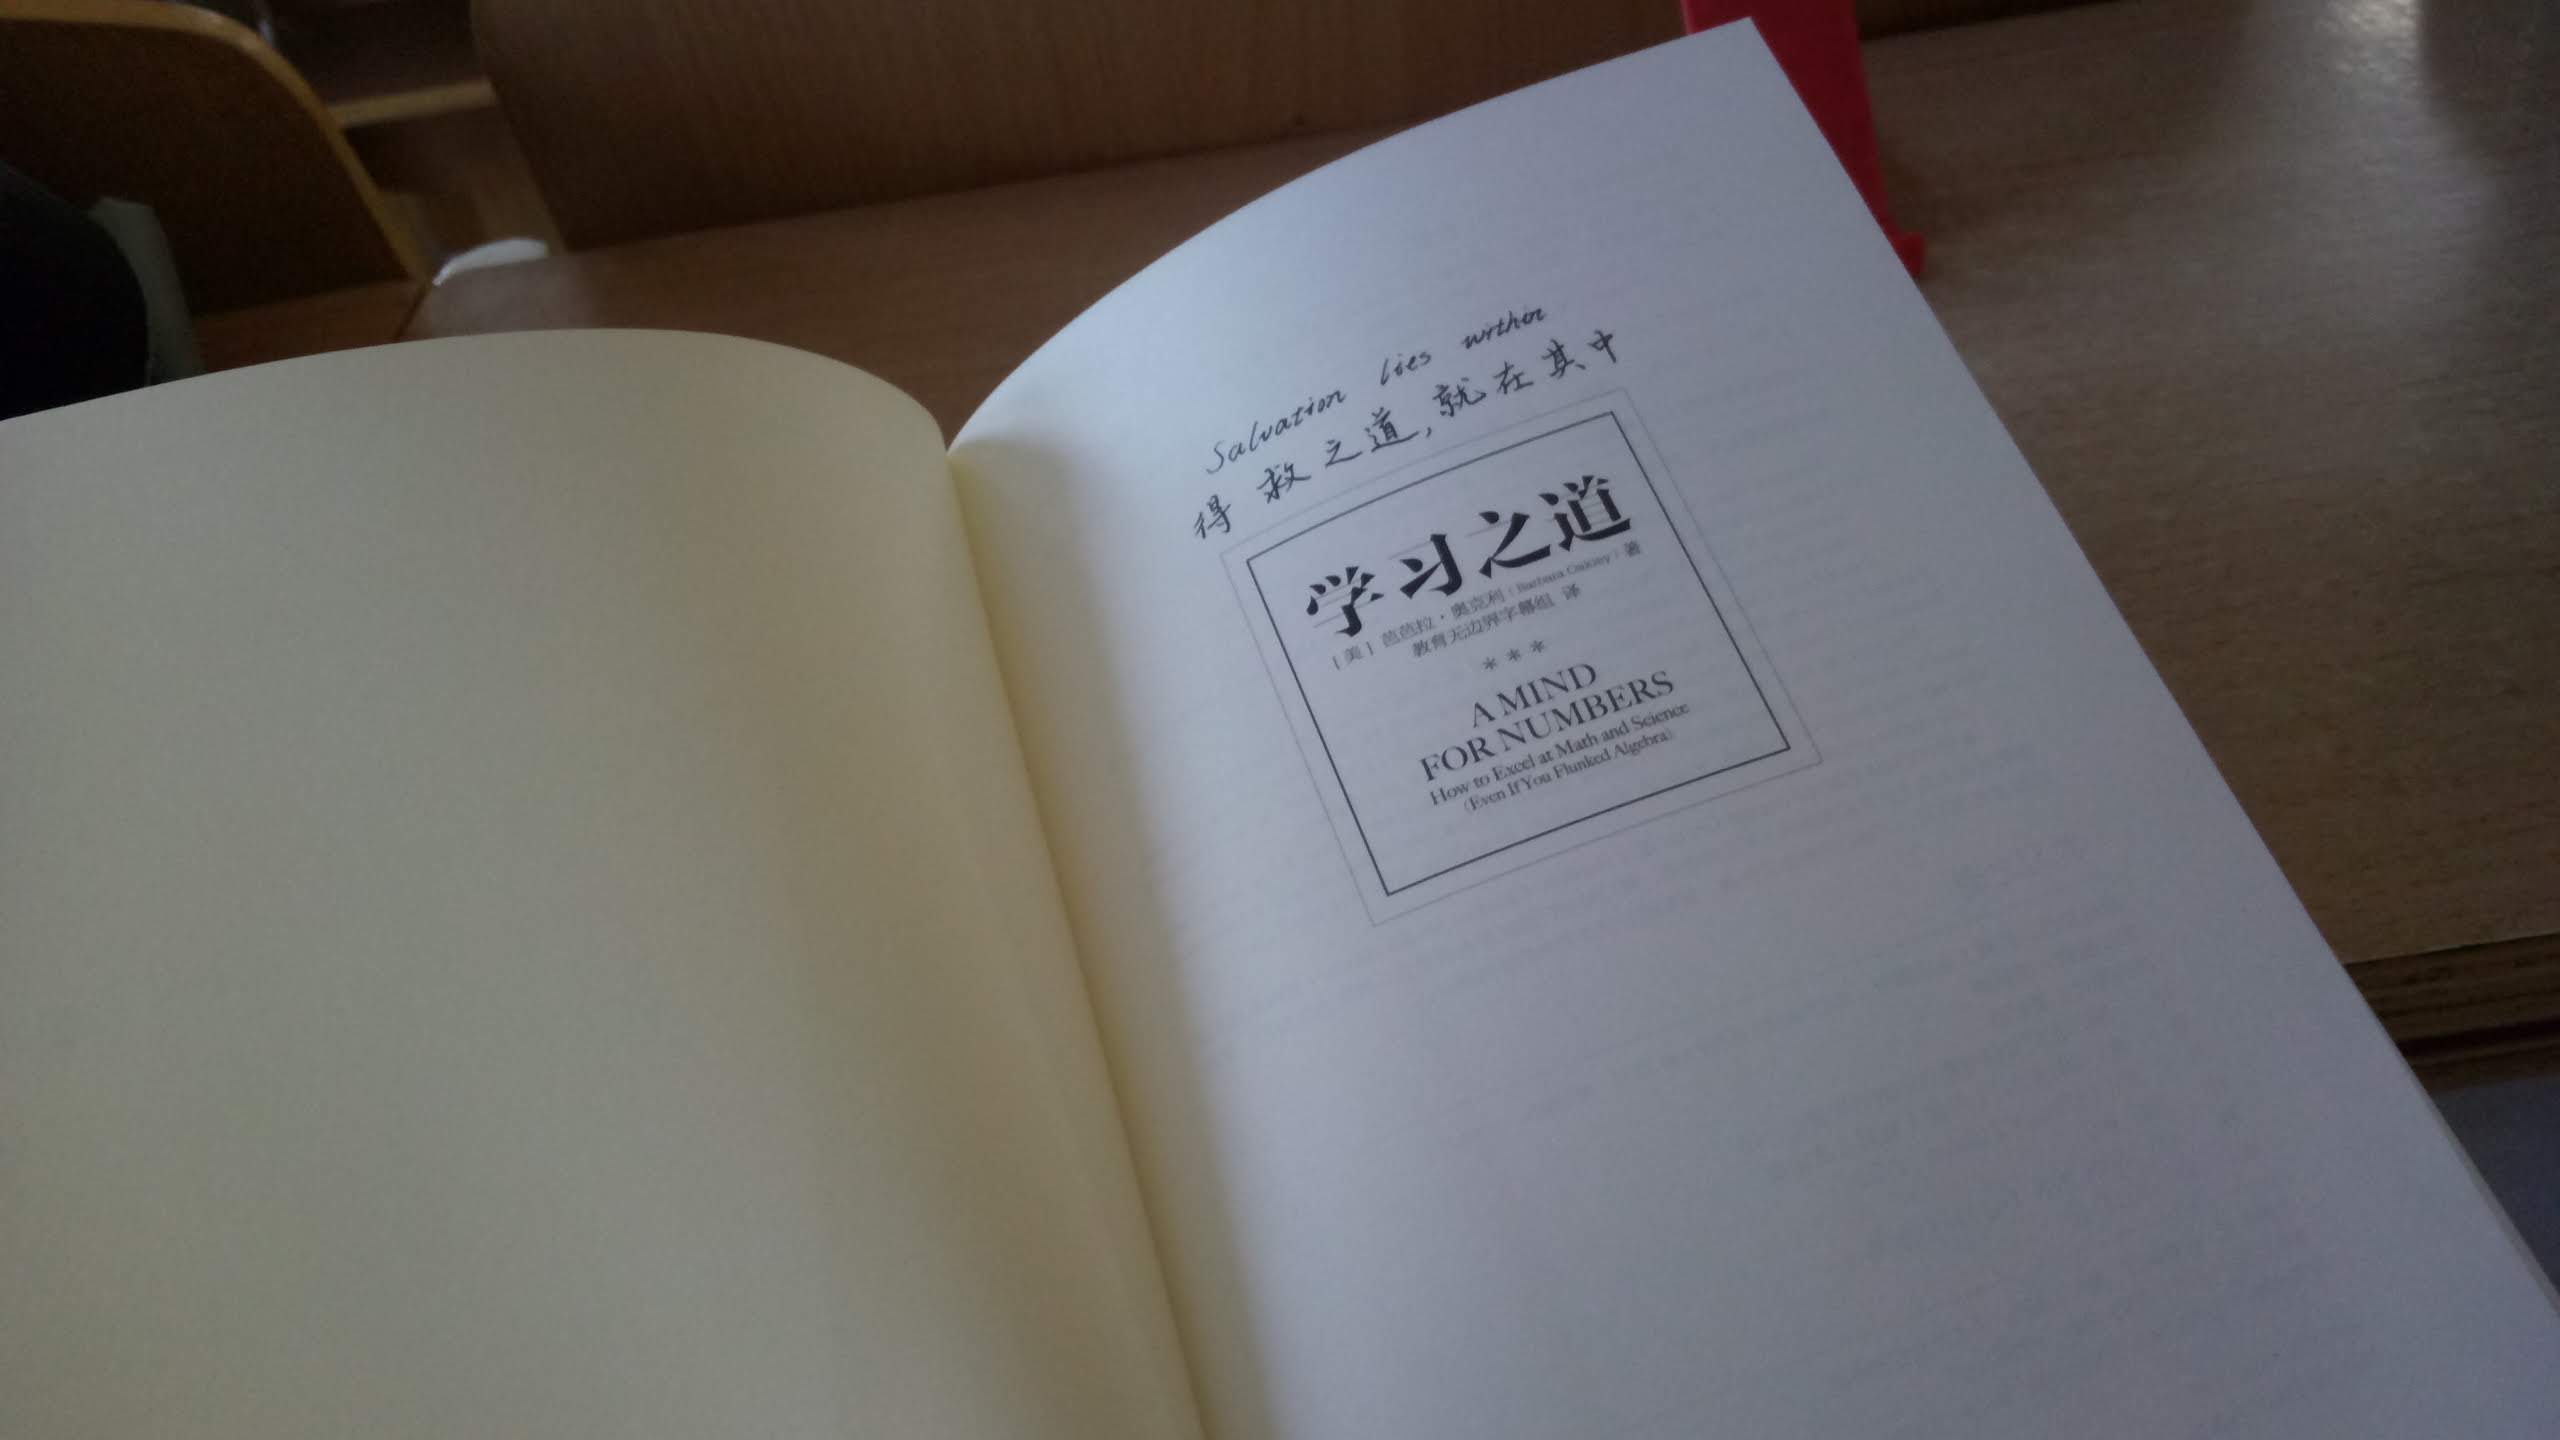 Salvation lies within
得救之道，就在其中
学习之道
［美］芭芭拉·奥克利（Barbara Oakley）著
教育无边界字幕组 译
＊＊＊
A MIND
FOR NUMBERS
How to Excel at Math and Science
(Even If You Flunked Algebra)